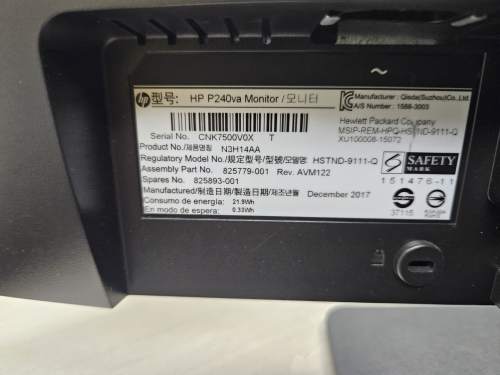 hp 型号: HP P240va Monitor / 모니터
Serial No. CNK7500V0X T
Product No./제품명칭 N3H14AA
Regulatory Model No./规定型号/型號/모델명 HSTND-9111-Q
Assembly Part No. 825779-001 Rev. AVM122
Spares No. 825893-001
Manufactured/制造日期/製造日期/제조년월 December 2017
Consumo de energía: 21.9Wh
En modo de espera: 0.33Wh
Manufacturer : Qisda(Suzhou)Co.,Ltd.
A/S Number : 1588-3003
Hewlett Packard Company
MSIP-REM-HPQ-HSTND-9111-Q
XU100008-15072
S SAFETY
MARK
151476-11
37115